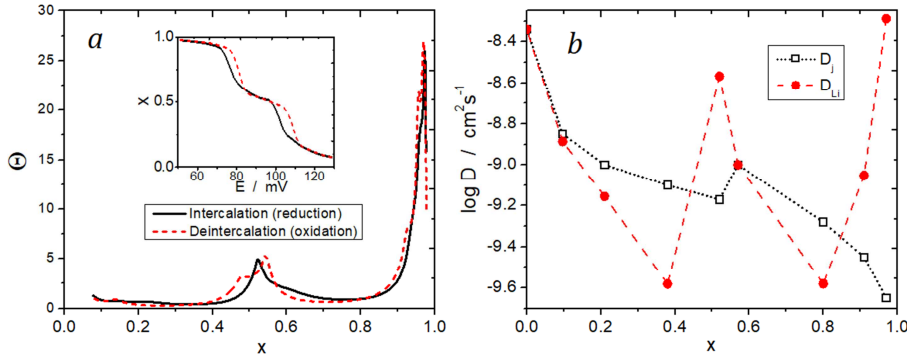 a
30
25
20
15
10
5
0
Θ
0.0 0.2 0.4 0.6 0.8 1.0
x
1.0
0.5
0.0
X
60 80 100 120
E / mV
Intercalation (reduction)
Deintercalation (oxidation)
b
-8.4
-8.6
-8.8
-9.0
-9.2
-9.4
-9.6
log D / cm²s⁻¹
0.0 0.2 0.4 0.6 0.8 1.0
x
Dj
DLi